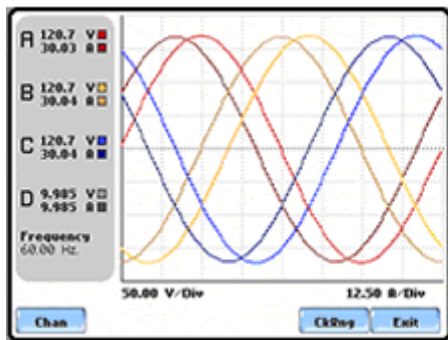 A 120.7 V
30.03 A
B 120.7 V
30.04 A
C 120.7 V
30.04 A
D 9.985 V
9.985 A
Frequency
60.00 Hz.
50.00 V/Div 12.50 A/Div
Chan CkRng Exit